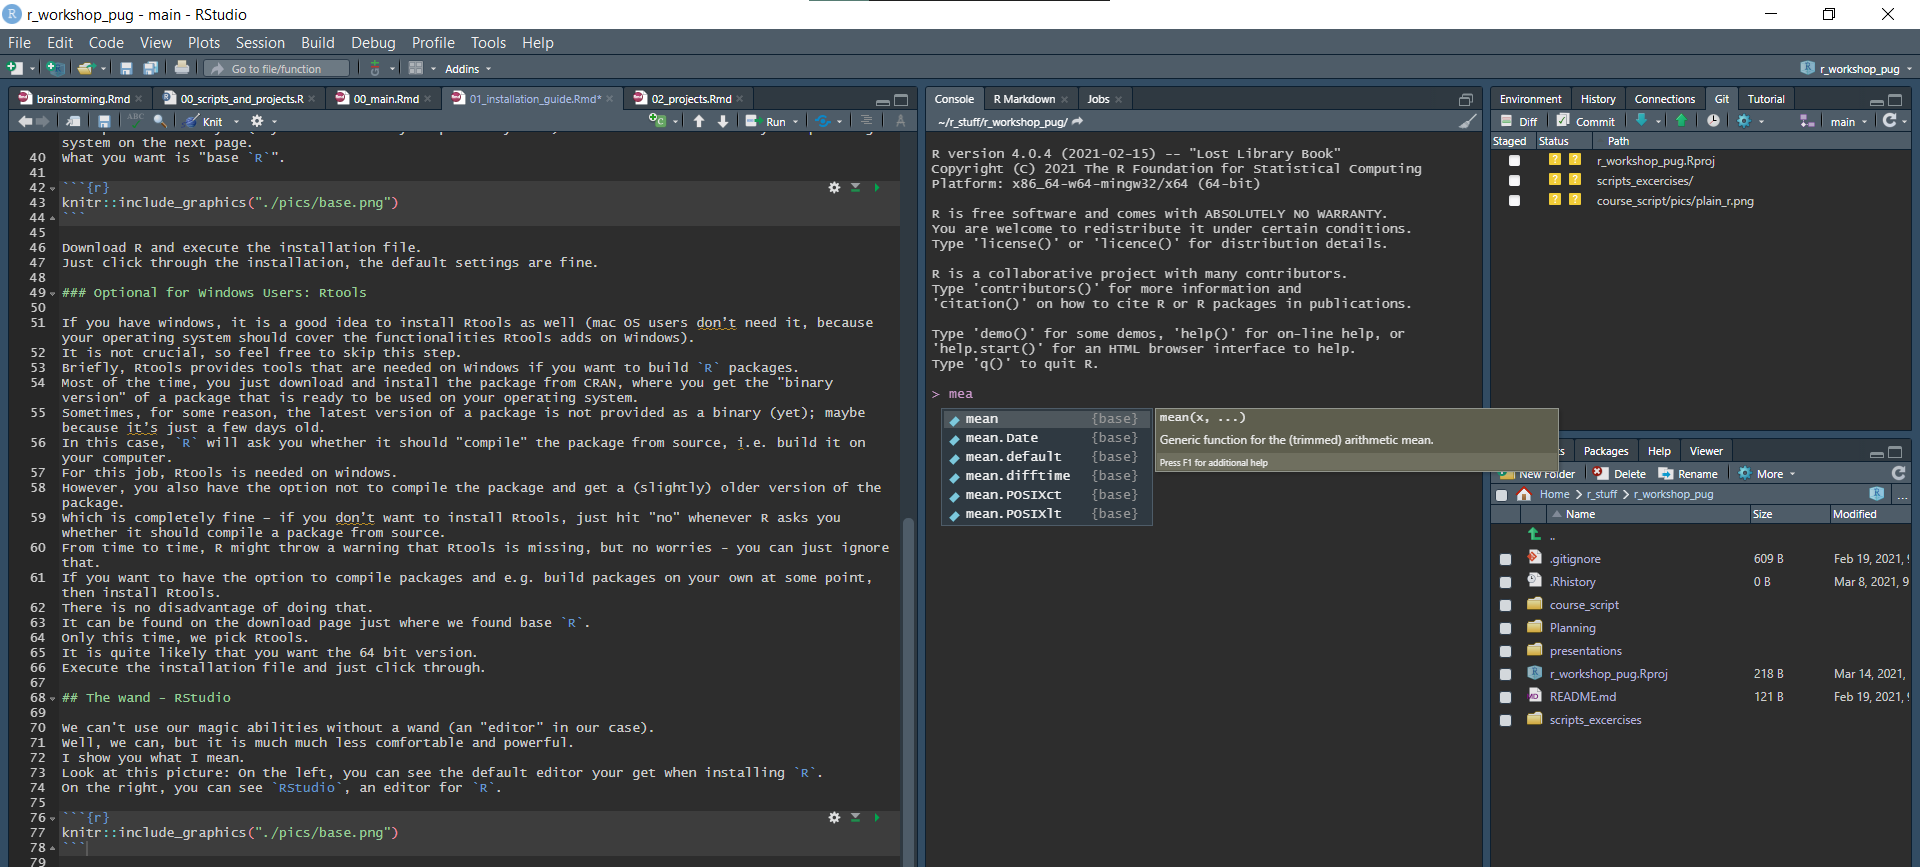 r_workshop_pug - main - RStudio
File Edit Code View Plots Session Build Debug Profile Tools Help
Go to file/function Addins r_workshop_pug
brainstorming.Rmd 00_scripts_and_projects.R 00_main.Rmd 01_installation_guide.Rmd* 02_projects.Rmd
ABC Knit Run
system on the next page.
40 What you want is "base `R`".
41
42 ```{r}
43 knitr::include_graphics("./pics/base.png")
44 ```
45
46 Download R and execute the installation file.
47 Just click through the installation, the default settings are fine.
48
49 ### Optional for Windows Users: Rtools
50
51 If you have windows, it is a good idea to install Rtools as well (mac OS users don't need it, because
your operating system should cover the functionalities Rtools adds on Windows).
52 It is not crucial, so feel free to skip this step.
53 Briefly, Rtools provides tools that are needed on Windows if you want to build `R` packages.
54 Most of the time, you just download and install the package from CRAN, where you get the "binary
version" of a package that is ready to be used on your operating system.
55 Sometimes, for some reason, the latest version of a package is not provided as a binary (yet); maybe
because it's just a few days old.
56 In this case, `R` will ask you whether it should "compile" the package from source, i.e. build it on
your computer.
57 For this job, Rtools is needed on windows.
58 However, you also have the option not to compile the package and get a (slightly) older version of the
package.
59 Which is completely fine – if you don't want to install Rtools, just hit "no" whenever R asks you
whether it should compile a package from source.
60 From time to time, R might throw a warning that Rtools is missing, but no worries – you can just ignore
that.
61 If you want to have the option to compile packages and e.g. build packages on your own at some point,
then install Rtools.
62 There is no disadvantage of doing that.
63 It can be found on the download page just where we found base `R`.
64 Only this time, we pick Rtools.
65 It is quite likely that you want the 64 bit version.
66 Execute the installation file and just click through.
67
68 ## The wand - RStudio
69
70 We can't use our magic abilities without a wand (an "editor" in our case).
71 Well, we can, but it is much much less comfortable and powerful.
72 I show you what I mean.
73 Look at this picture: On the left, you can see the default editor your get when installing `R`.
74 On the right, you can see `RStudio`, an editor for `R`.
75
76 ```{r}
77 knitr::include_graphics("./pics/base.png")
78 ```
79
Console R Markdown Jobs
~/r_stuff/r_workshop_pug/
R version 4.0.4 (2021-02-15) -- "Lost Library Book"
Copyright (C) 2021 The R Foundation for Statistical Computing
Platform: x86_64-w64-mingw32/x64 (64-bit)
R is free software and comes with ABSOLUTELY NO WARRANTY.
You are welcome to redistribute it under certain conditions.
Type 'license()' or 'licence()' for distribution details.
R is a collaborative project with many contributors.
Type 'contributors()' for more information and
'citation()' on how to cite R or R packages in publications.
Type 'demo()' for some demos, 'help()' for on-line help, or
'help.start()' for an HTML browser interface to help.
Type 'q()' to quit R.
> mea
mean {base}
mean.Date {base}
mean.default {base}
mean.difftime {base}
mean.POSIXct {base}
mean.POSIXlt {base}
mean(x, ...)
Generic function for the (trimmed) arithmetic mean.
Press F1 for additional help
Environment History Connections Git Tutorial
Diff Commit main
Staged Status Path
? ? r_workshop_pug.Rproj
? ? scripts_excercises/
? ? course_script/pics/plain_r.png
Packages Help Viewer
New Folder Delete Rename More
Home r_stuff r_workshop_pug ...
Name Size Modified
..
.gitignore 609 B Feb 19, 2021,
.Rhistory 0 B Mar 8, 2021, 9
course_script
Planning
presentations
r_workshop_pug.Rproj 218 B Mar 14, 2021,
README.md 121 B Feb 19, 2021,
scripts_excercises